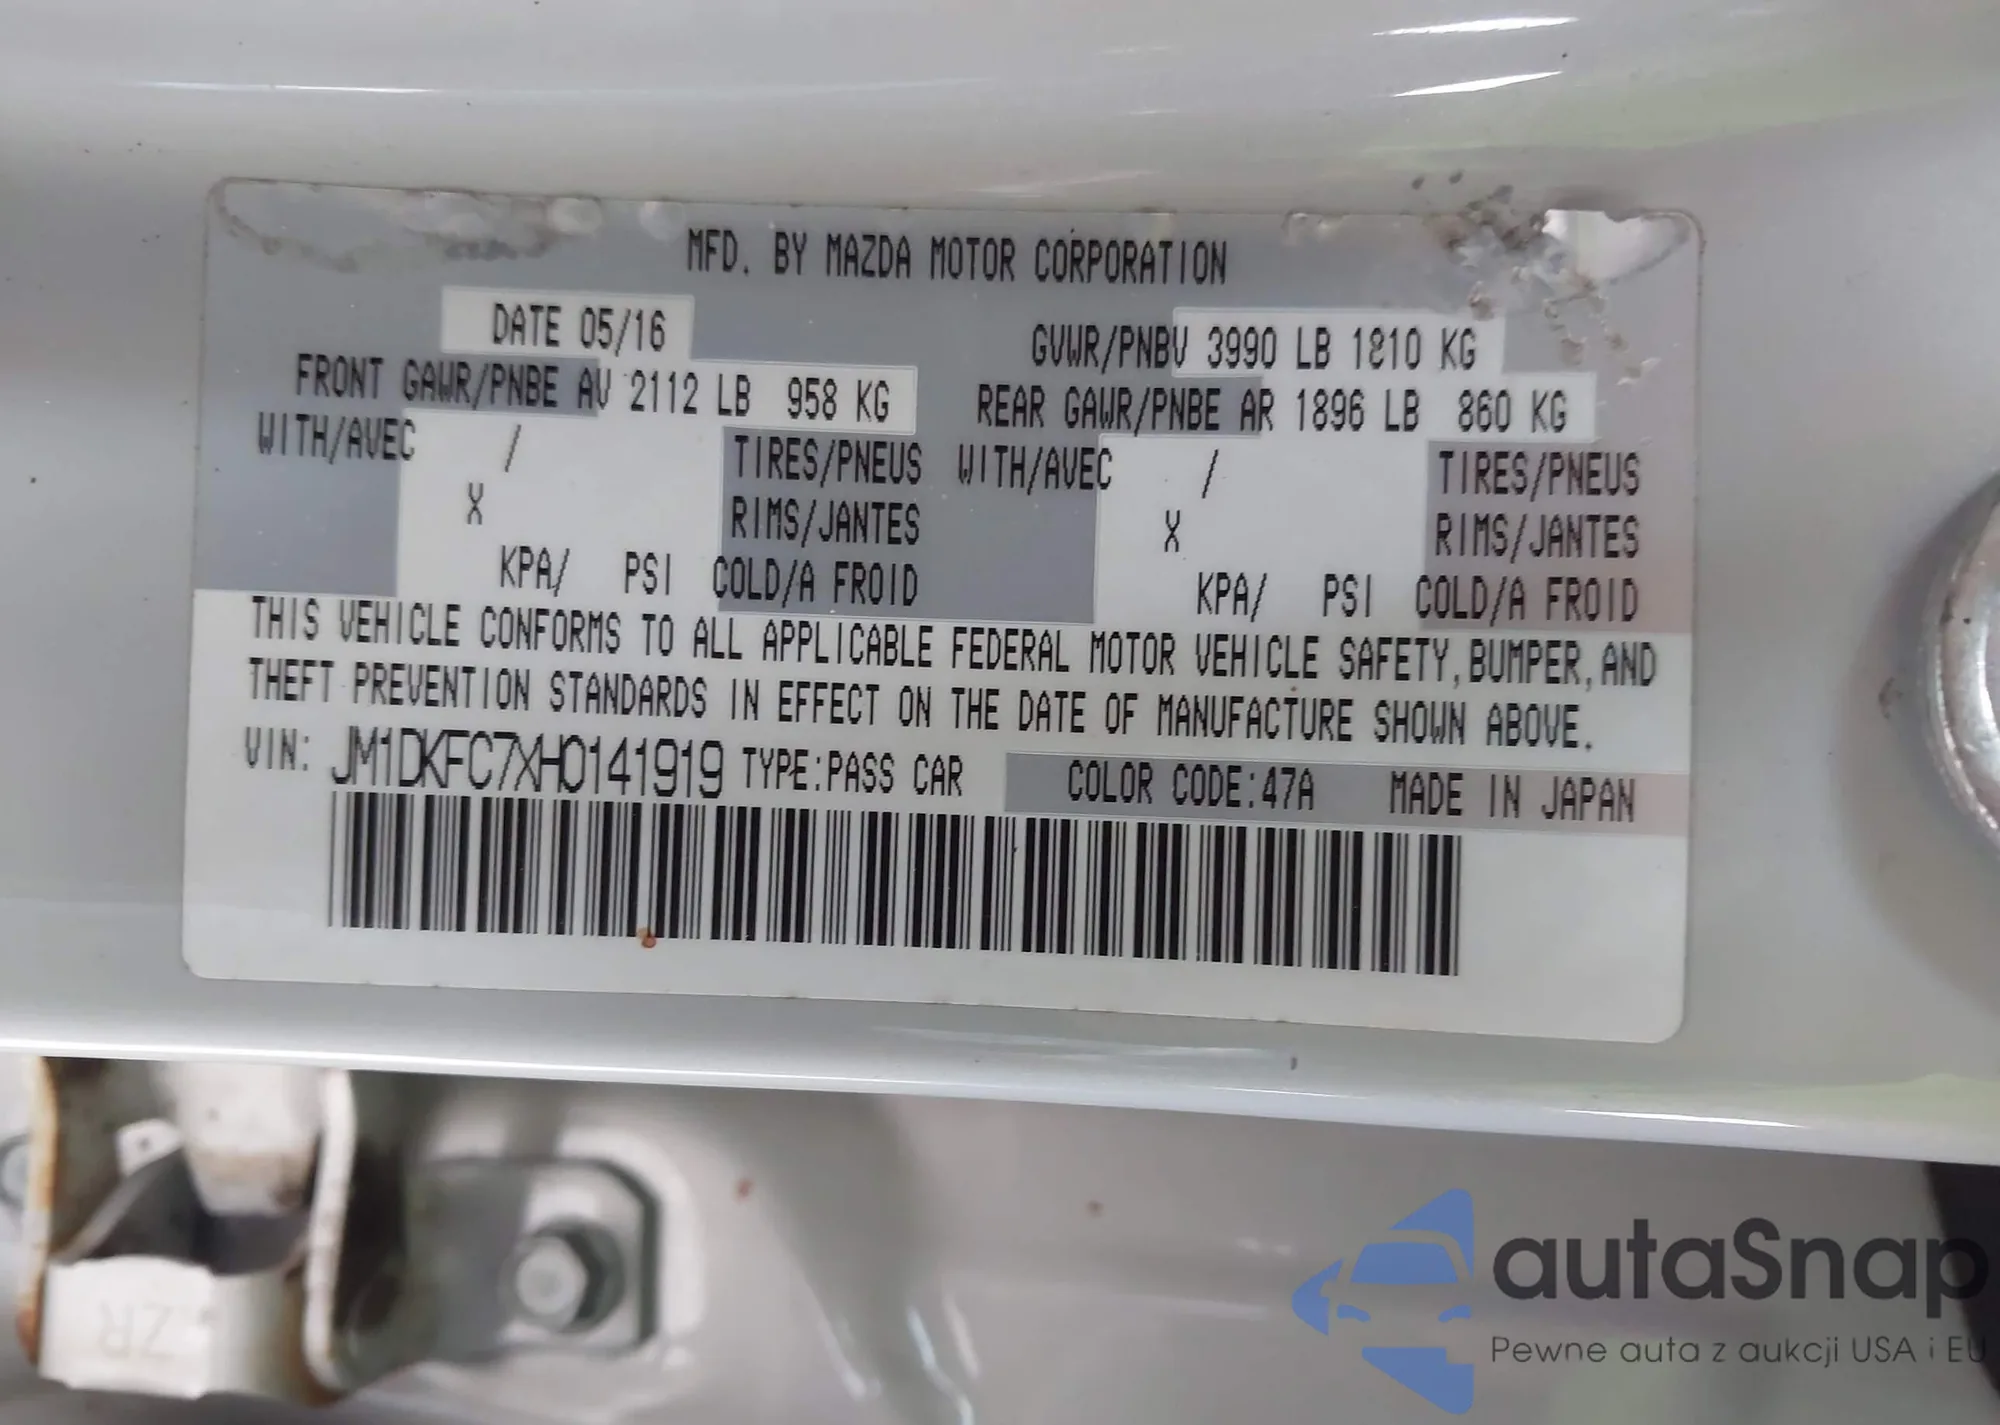 MFD. BY MAZDA MOTOR CORPORATION
DATE 05/16
GVWR/PNBV 3990 LB 1810 KG
FRONT GAWR/PNBE AV 2112 LB 958 KG
REAR GAWR/PNBE AR 1896 LB 860 KG
WITH/AVEC / TIRES/PNEUS
WITH/AVEC / TIRES/PNEUS
X RIMS/JANTES
X RIMS/JANTES
KPA/ PSI COLD/A FROID
KPA/ PSI COLD/A FROID
THIS VEHICLE CONFORMS TO ALL APPLICABLE FEDERAL MOTOR VEHICLE SAFETY, BUMPER, AND
THEFT PREVENTION STANDARDS IN EFFECT ON THE DATE OF MANUFACTURE SHOWN ABOVE.
VIN: JM1DKFC7XH0141919 TYPE:PASS CAR COLOR CODE:47A MADE IN JAPAN
ZR
autaSnap
Pewne auta z aukcji USA i EU